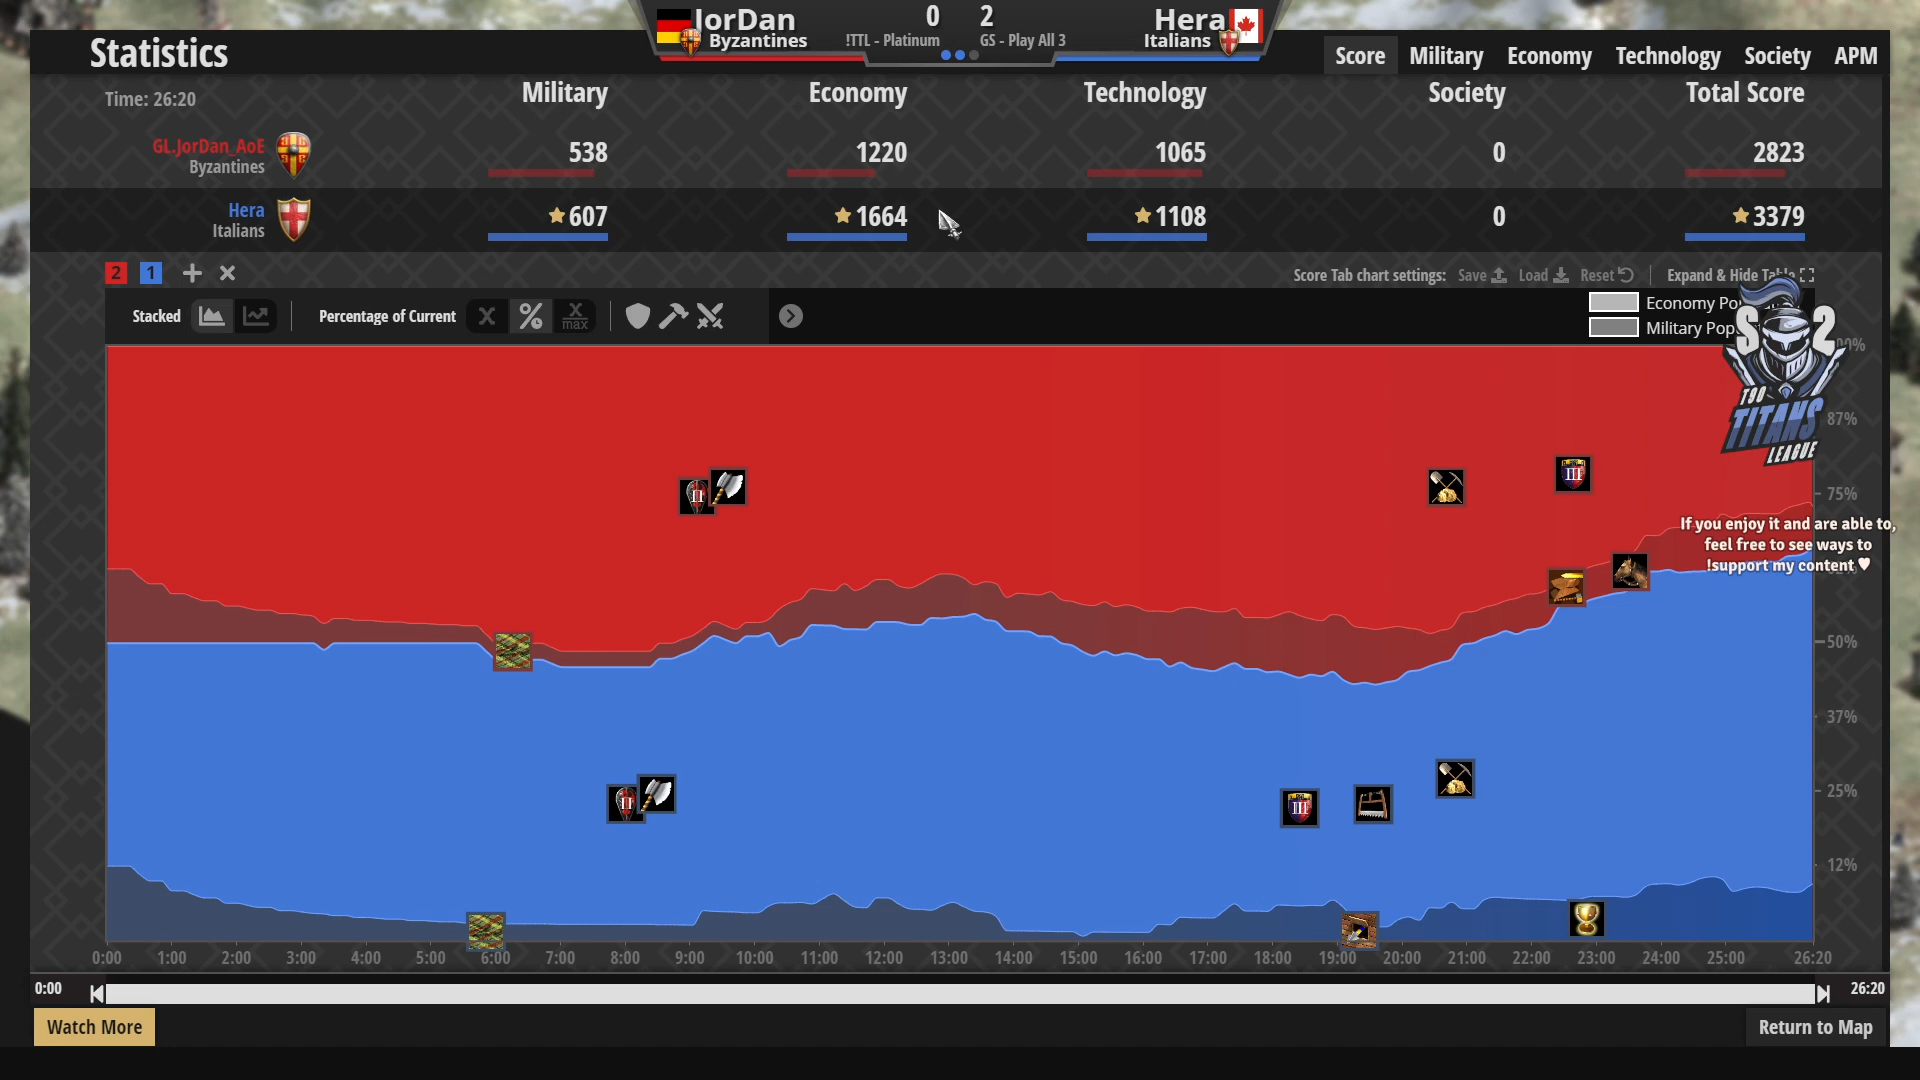 JorDan
Byzantines
0
2
!TTL - Platinum
GS - Play All 3
Hera
Italians
Statistics
Score Military Economy Technology Society APM
Time: 26:20
Military Economy Technology Society Total Score
GL.JorDan_AoE
Byzantines
538 1220 1065 0 2823
Hera
Italians
607 1664 1108 0 3379
2 1
Score Tab chart settings: Save Load Reset Expand & Hide Table
Stacked
Percentage of Current
X % X max
Economy Po
Military Pop
S 2
T90
TITANS
LEAGUE
87%
75%
If you enjoy it and are able to,
feel free to see ways to
!support my content ♥
50%
37%
25%
12%
II
III
II
III
0:00 1:00 2:00 3:00 4:00 5:00 6:00 7:00 8:00 9:00 10:00 11:00 12:00 13:00 14:00 15:00 16:00 17:00 18:00 19:00 20:00 21:00 22:00 23:00 24:00 25:00 26:20
0:00
26:20
Watch More
Return to Map